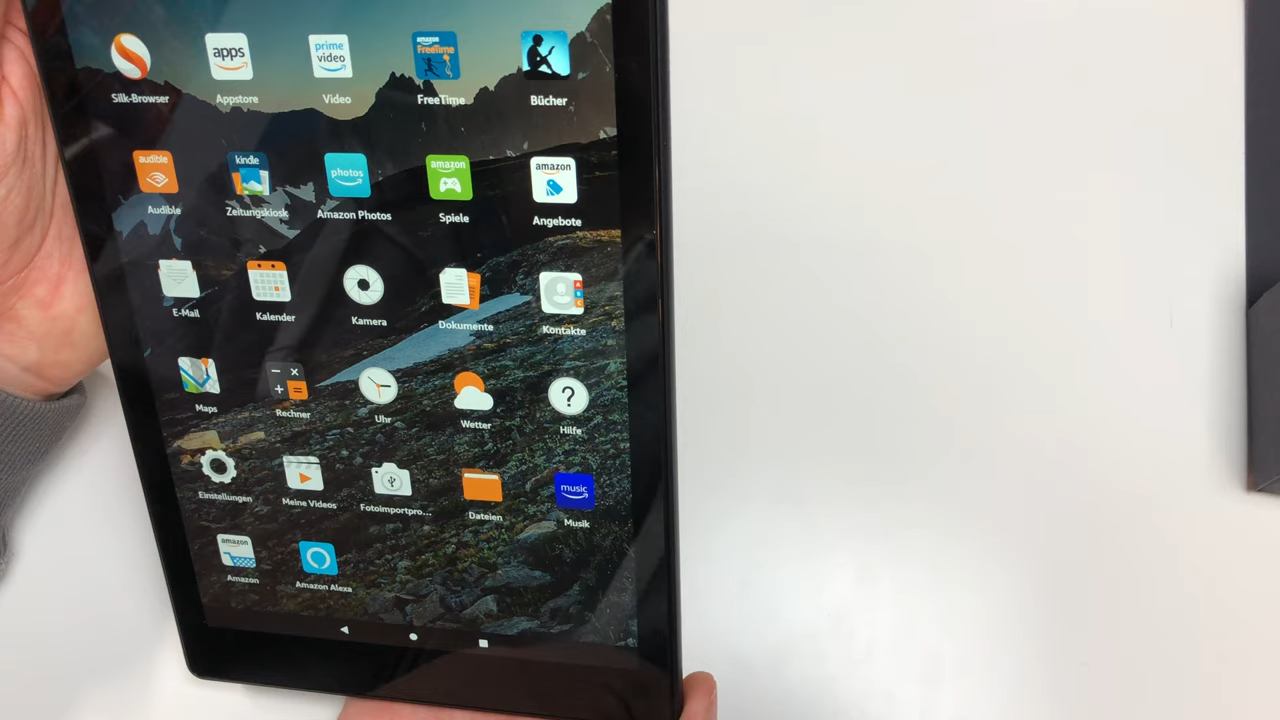 apps
prime
video
amazon
FreeTime
Silk-Browser
Appstore
Video
FreeTime
Bücher
audible
kindle
photos
amazon
amazon
Audible
Zeitungskiosk
Amazon Photos
Spiele
Angebote
A
B
C
E-Mail
Kalender
Kamera
Dokumente
Kontakte
− ×
+ =
?
Maps
Rechner
Uhr
Wetter
Hilfe
music
Einstellungen
Meine Videos
Fotoimportpro...
Dateien
Musik
amazon
Amazon
Amazon Alexa